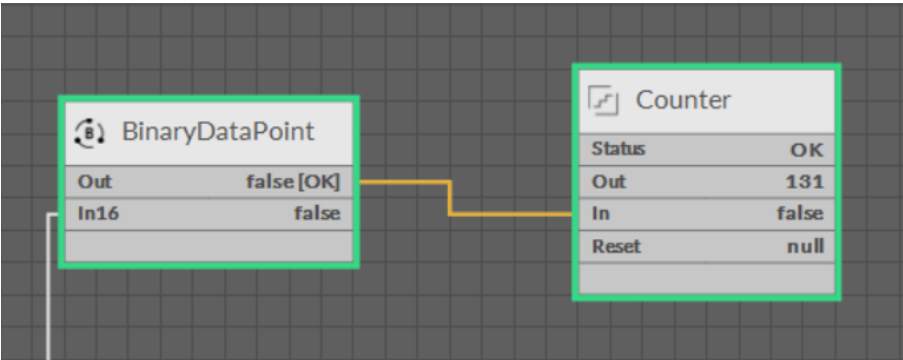 B BinaryDataPoint
Out false [OK]
In16 false
Counter
Status OK
Out 131
In false
Reset null